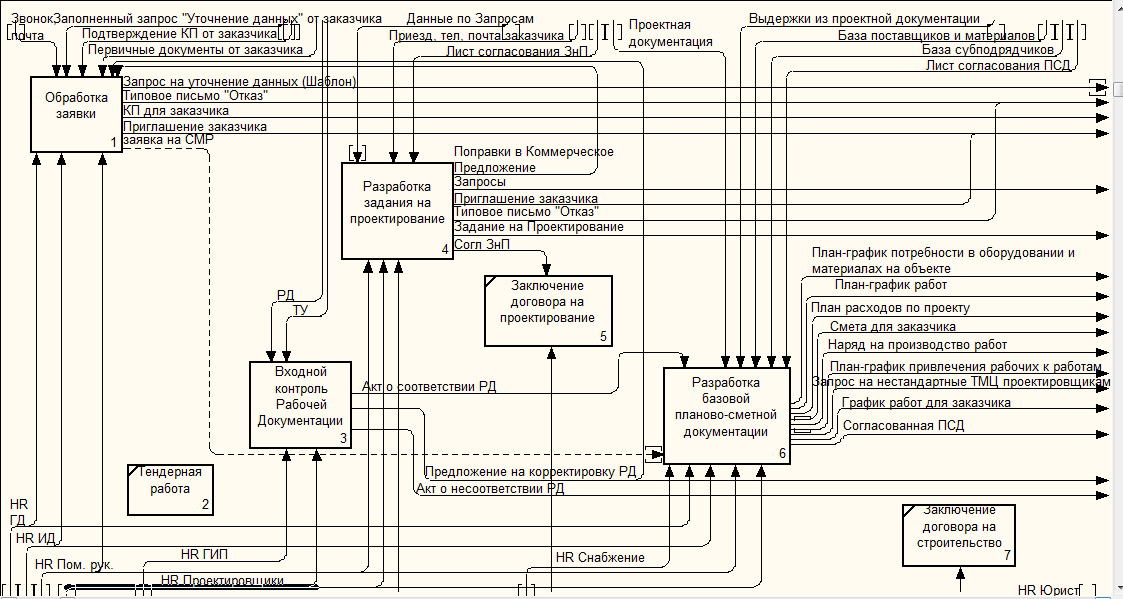 Звонок
почта
Заполненный запрос "Уточнение данных" от заказчика
Подтверждение КП от заказчика
Первичные документы от заказчика
Данные по Запросам
Приезд, тел, почтаЗаказчика
Лист согласования ЗнП
Проектная
документация
Выдержки из проектной документации
База поставщиков и материалов
База субподрядчиков
Лист согласования ПСД
Обработка
заявки
1
Запрос на уточнение данных (Шаблон)
Типовое письмо "Отказ"
КП для заказчика
Приглашение заказчика
заявка на СМР
Разработка
задания на
проектирование
4
Поправки в Коммерческое
Предложение
Запросы
Приглашение заказчика
Типовое письмо "Отказ"
Задание на Проектирование
Согл ЗнП
Заключение
договора на
проектирование
5
РД
ТУ
Входной
контроль
Рабочей
Документации
3
Акт о соответствии РД
Предложение на корректировку РД
Акт о несоответствии РД
Разработка
базовой
планово-сметной
документации
6
План-график потребности в оборудовании и
материалах на объекте
План-график работ
План расходов по проекту
Смета для заказчика
Наряд на производство работ
План-график привлечения рабочих к работам
Запрос на нестандартные ТМЦ проектировщикам
График работ для заказчика
Согласованная ПСД
Тендерная
работа
2
Заключение
договора на
строительство
7
HR
ГД
HR ИД
HR Пом. рук.
HR ГИП
HR Проектировщики
HR Снабжение
HR Юрист